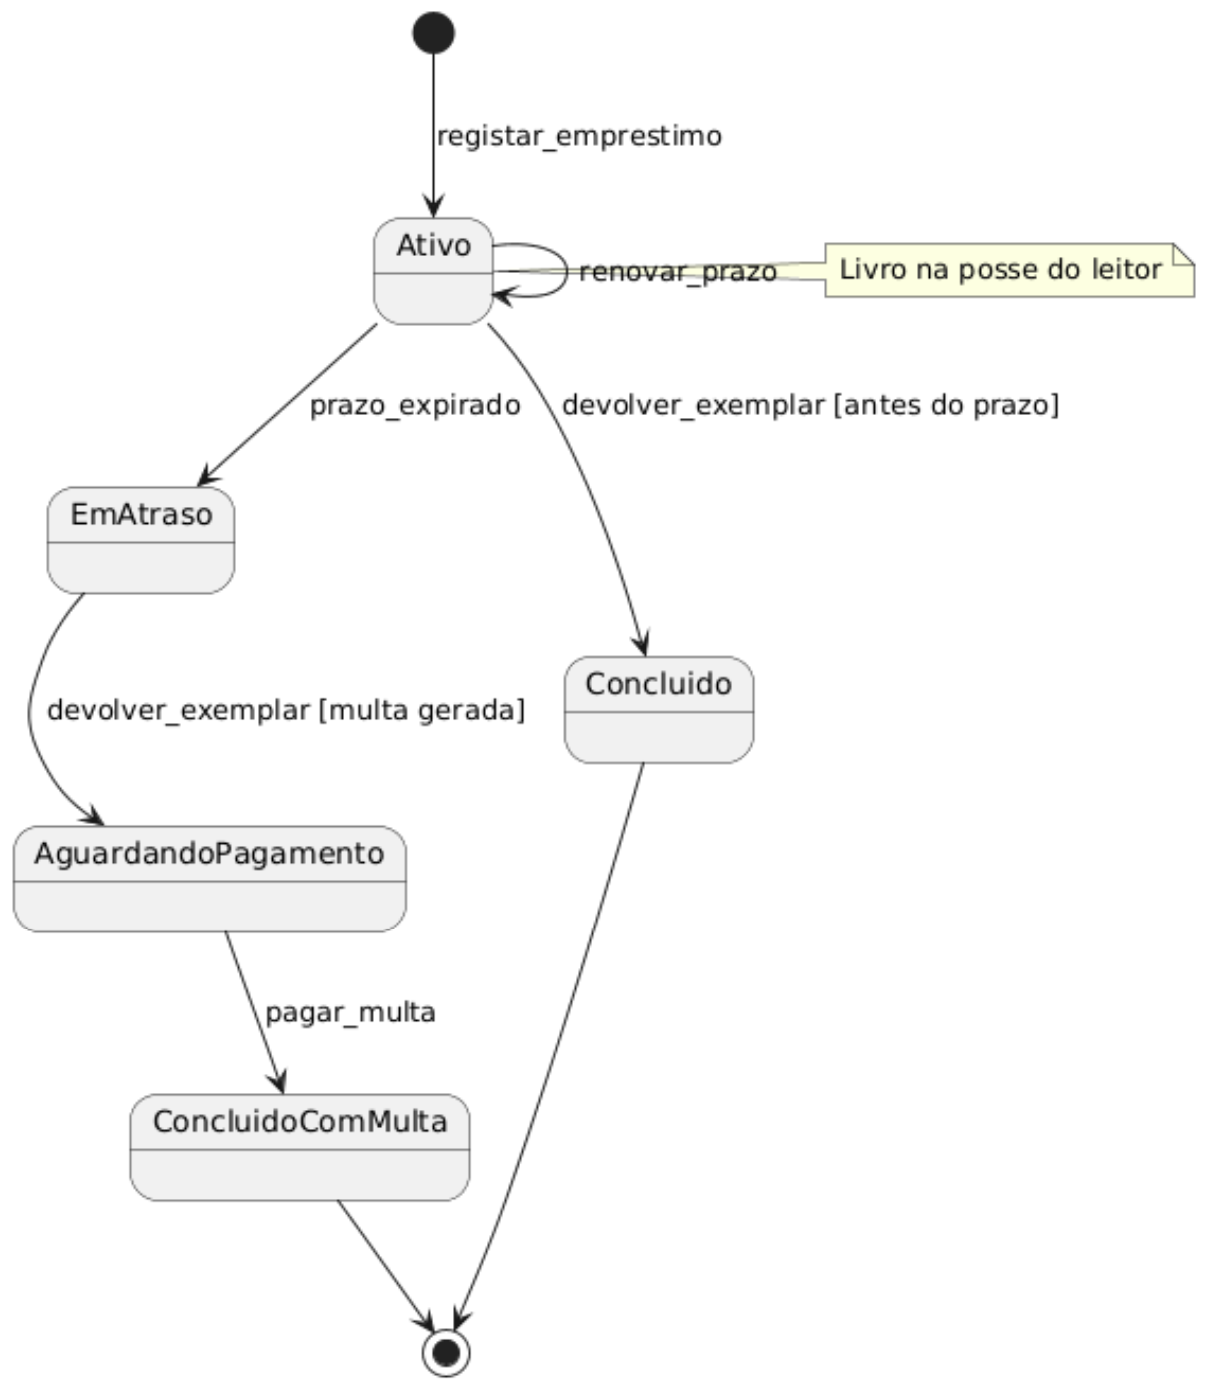 registar_emprestimo
Ativo
renovar_prazo
Livro na posse do leitor
prazo_expirado
devolver_exemplar [antes do prazo]
EmAtraso
Concluido
devolver_exemplar [multa gerada]
AguardandoPagamento
pagar_multa
ConcluidoComMulta